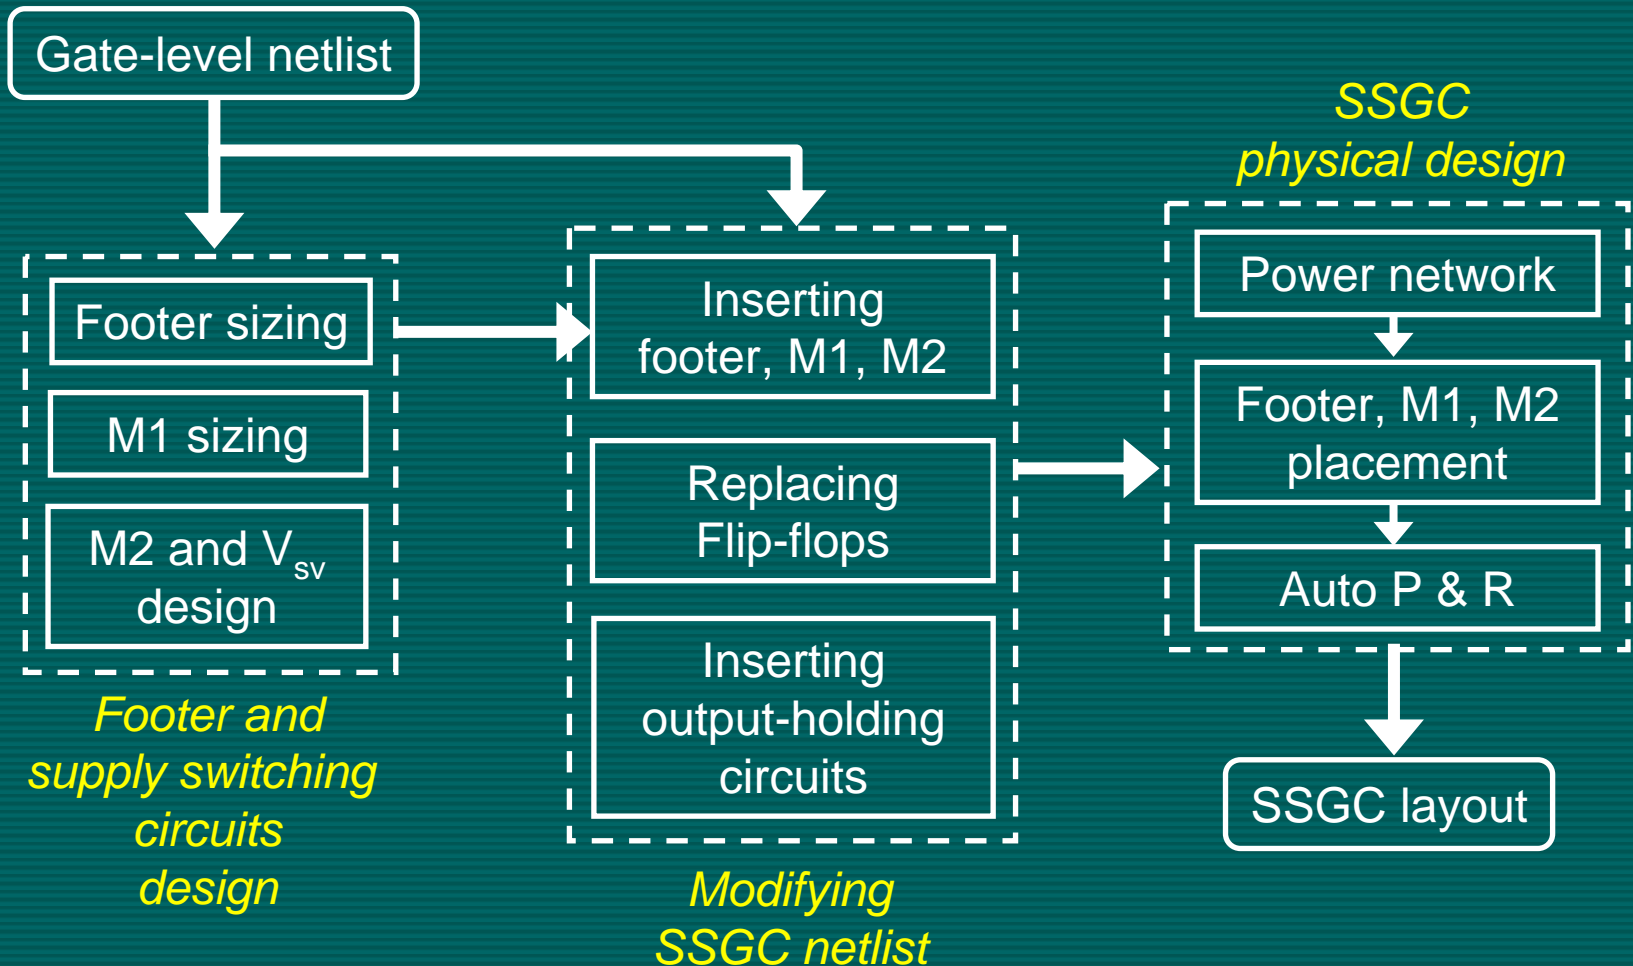 Gate-level netlist
Footer sizing
M1 sizing
M2 and Vsv
design
Footer and
supply switching
circuits
design
Inserting
footer, M1, M2
Replacing
Flip-flops
Inserting
output-holding
circuits
Modifying
SSGC netlist
SSGC
physical design
Power network
Footer, M1, M2
placement
Auto P & R
SSGC layout